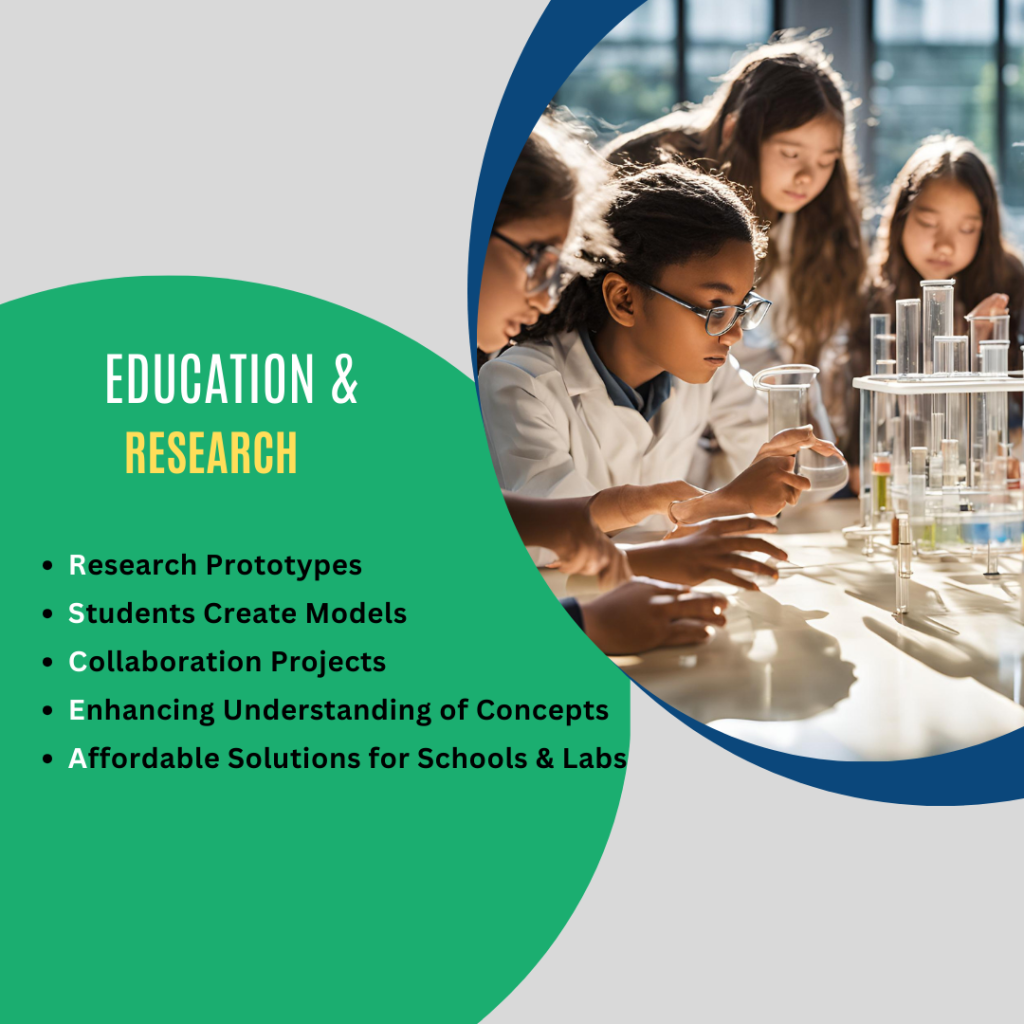 EDUCATION &
RESEARCH
• Research Prototypes
• Students Create Models
• Collaboration Projects
• Enhancing Understanding of Concepts
• Affordable Solutions for Schools & Labs